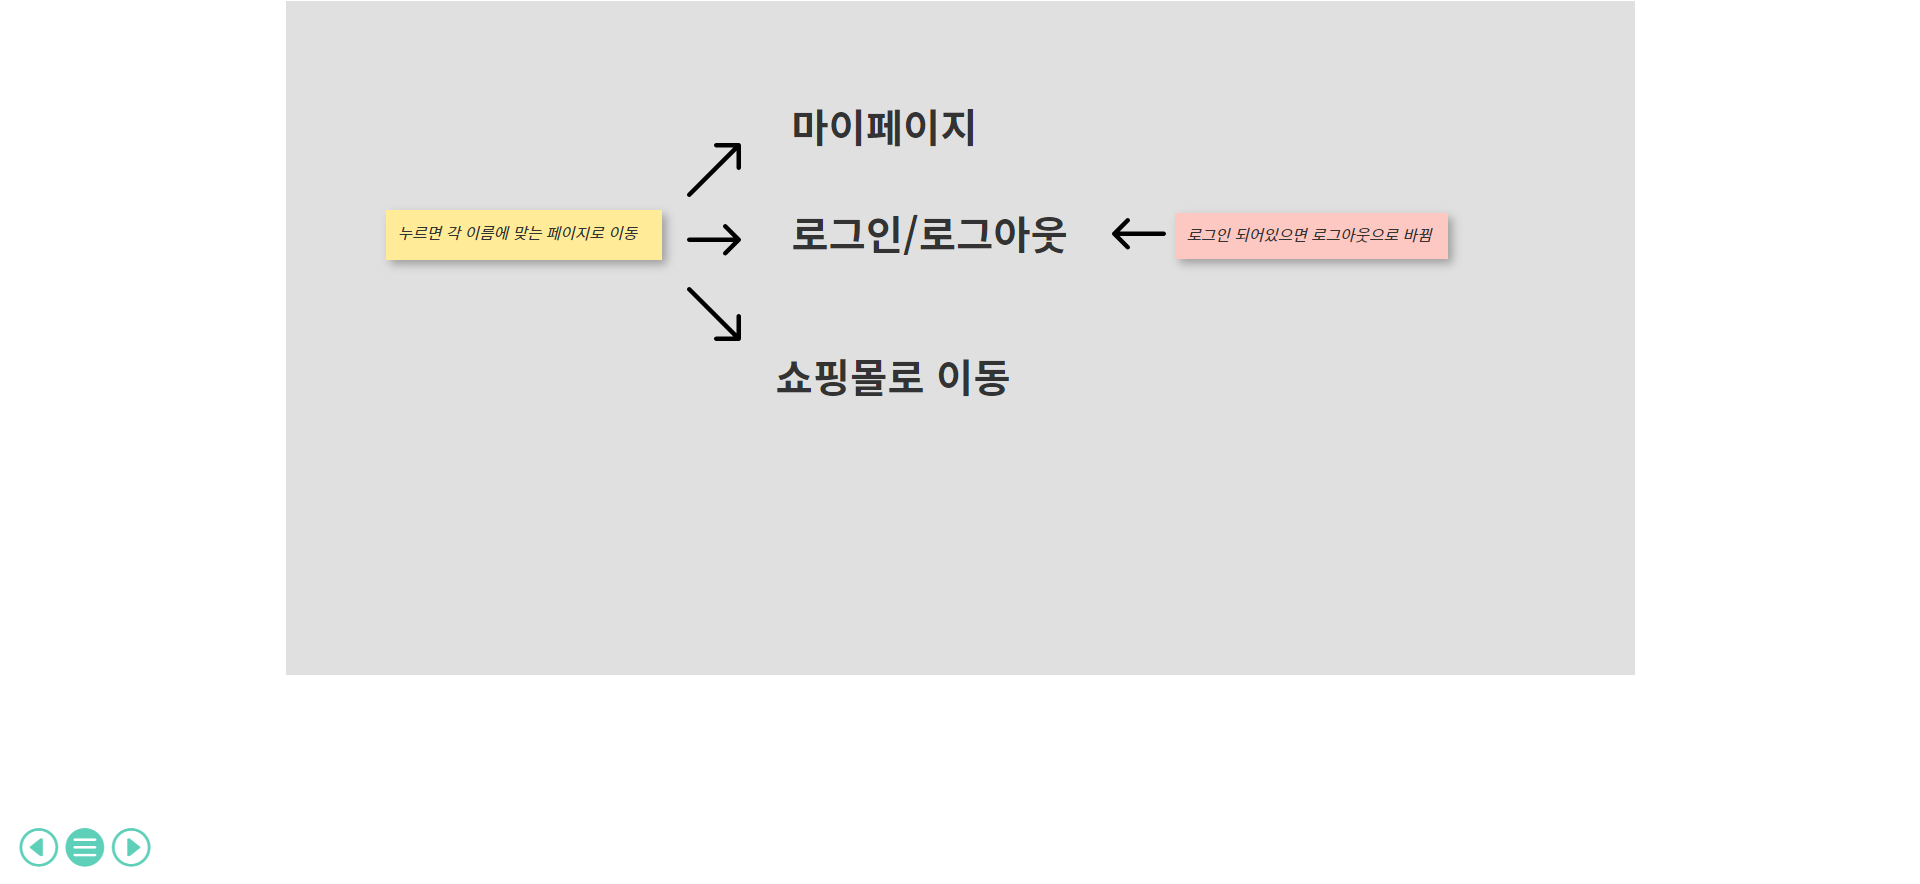 마이페이지
누르면 각 이름에 맞는 페이지로 이동
로그인/로그아웃
로그인 되어있으면 로그아웃으로 바뀜
쇼핑몰로 이동